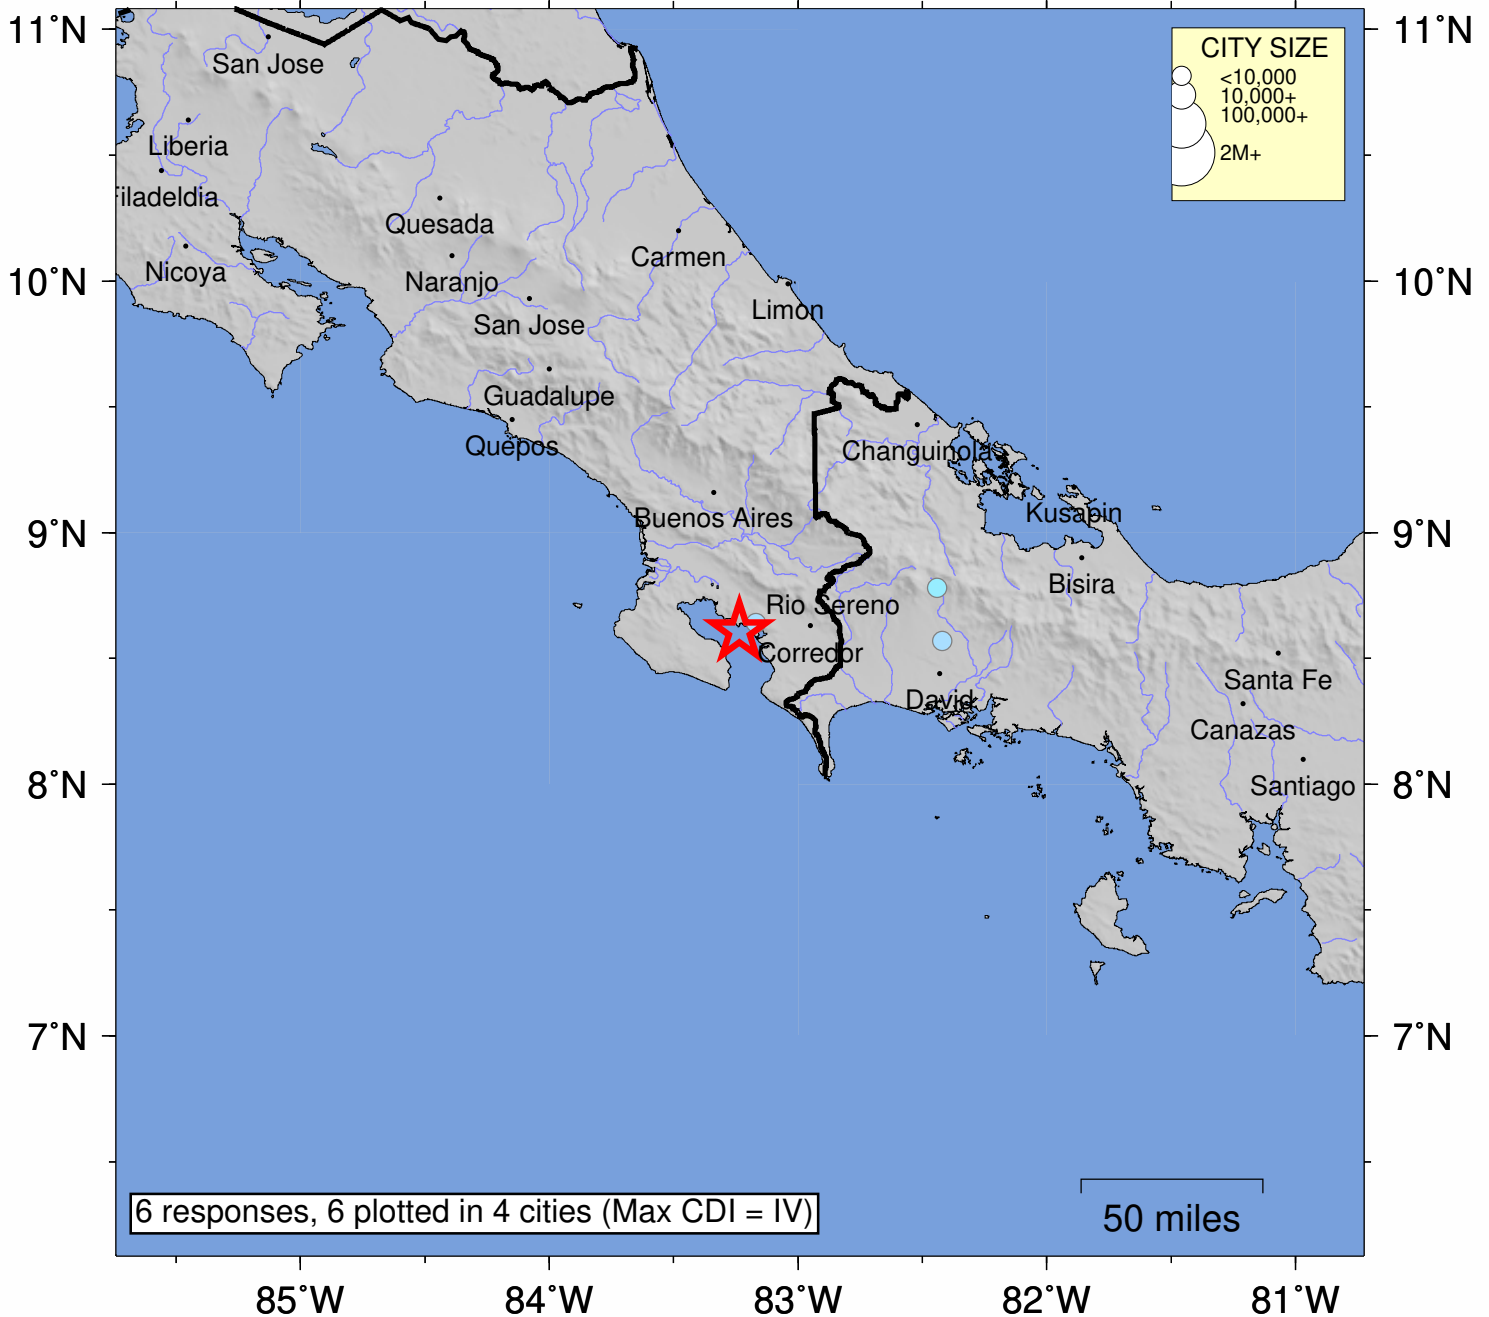 11°N
11°N
CITY SIZE
<10,000
10,000+
100,000+
2M+
San Jose
Liberia
Filadeldia
Quesada
Carmen
Nicoya
Naranjo
10°N
10°N
San Jose
Limon
Guadalupe
Quepos
Changuinola
Buenos Aires
Kusapin
9°N
9°N
Bisira
Rio Sereno
Corredor
Santa Fe
David
Canazas
8°N
8°N
Santiago
7°N
7°N
6 responses, 6 plotted in 4 cities (Max CDI = IV)
50 miles
85°W
84°W
83°W
82°W
81°W